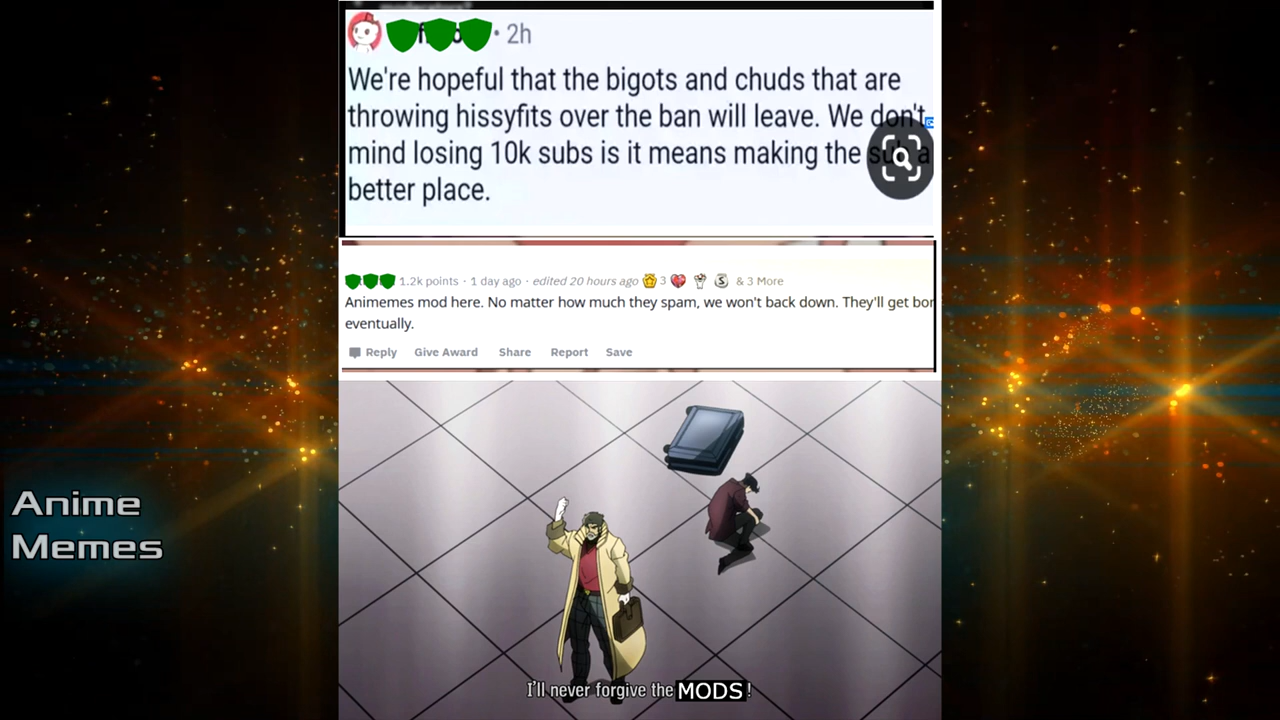 moderators*
• 2h
We're hopeful that the bigots and chuds that are
throwing hissyfits over the ban will leave. We don't
mind losing 10k subs is it means making the sub a
better place.
1.2k points · 1 day ago · edited 20 hours ago 3 S & 3 More
Animemes mod here. No matter how much they spam, we won't back down. They'll get bor
eventually.
Reply Give Award Share Report Save
Anime
Memes
I'll never forgive the MODS!